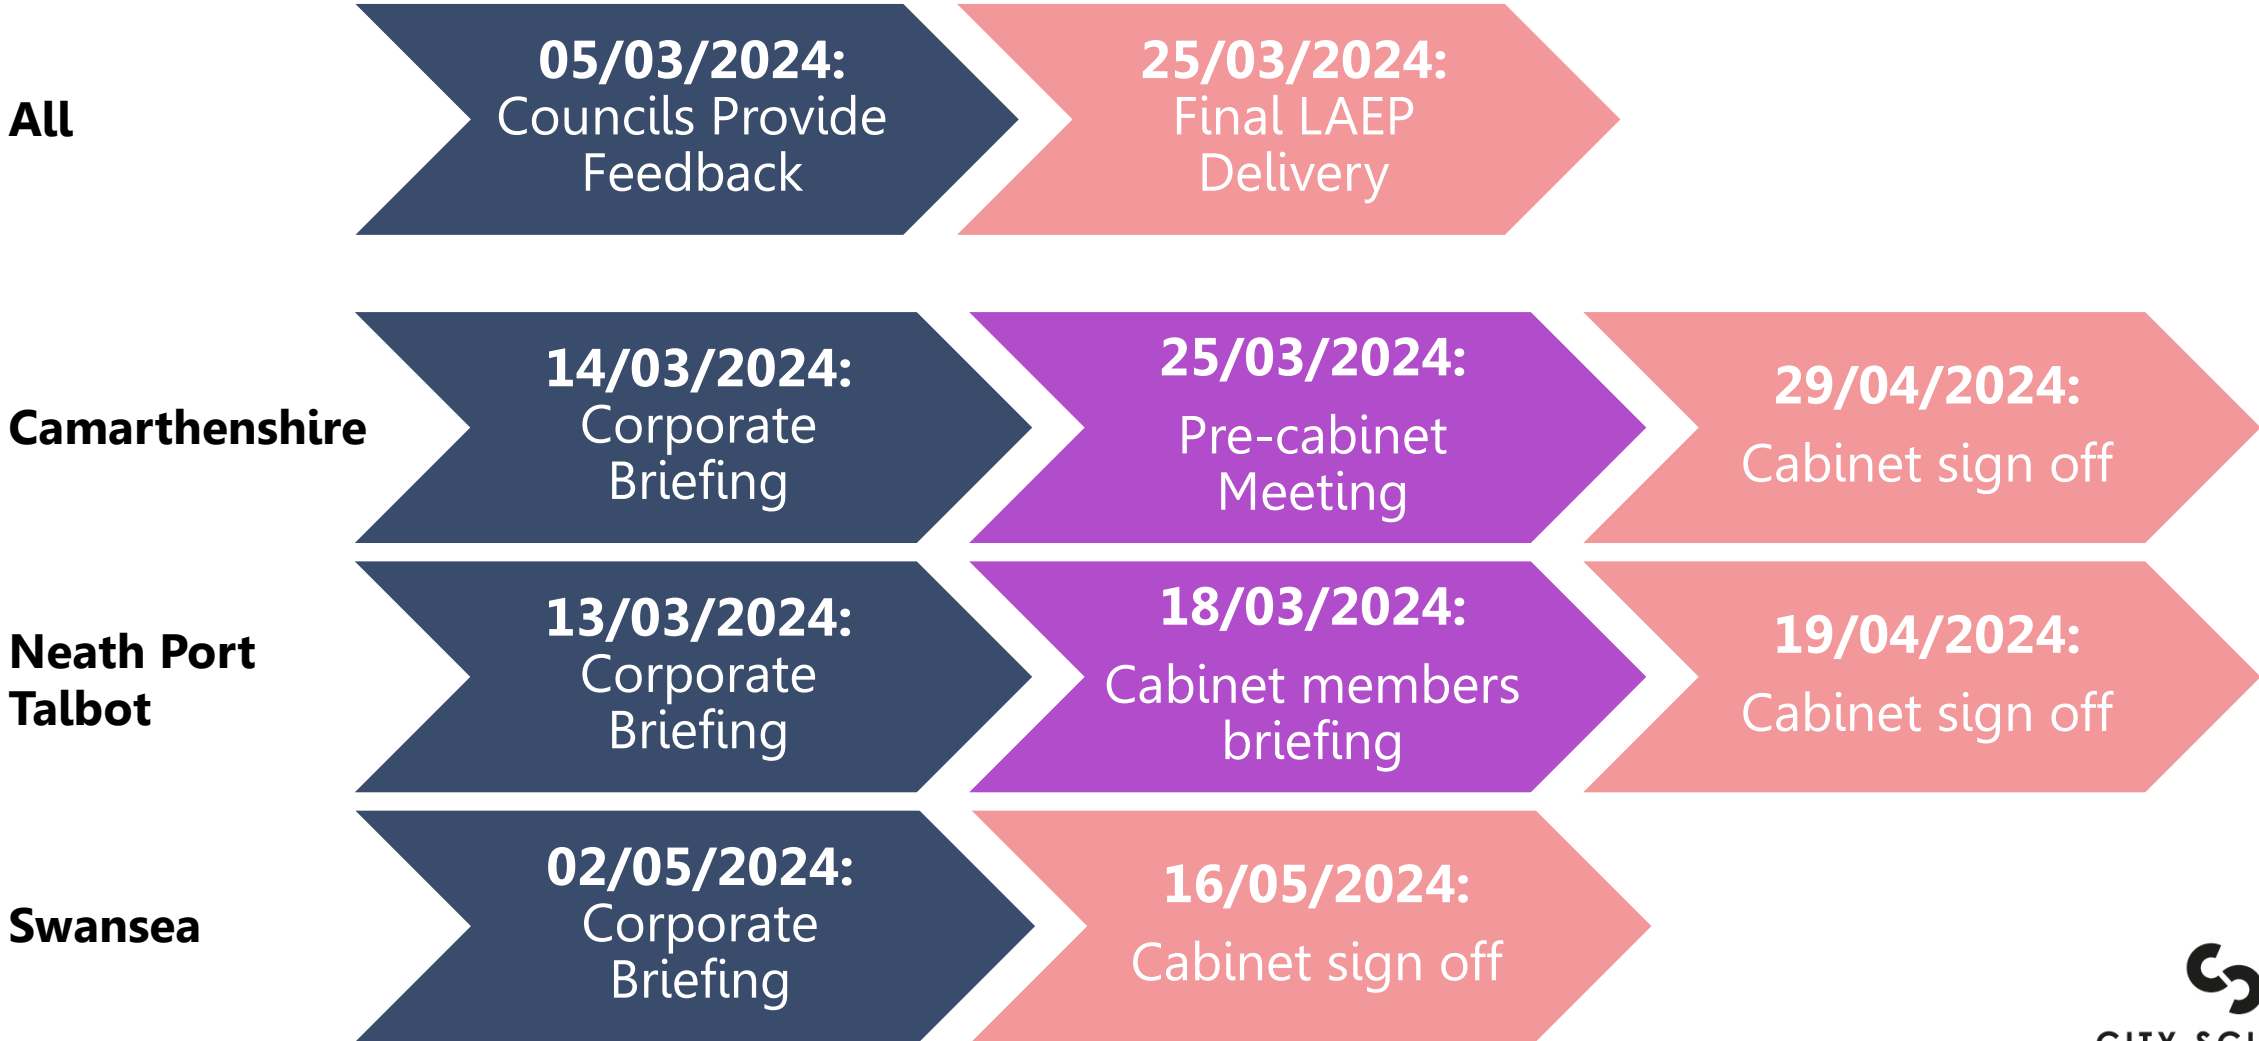 All
05/03/2024:
Councils Provide
Feedback
25/03/2024:
Final LAEP
Delivery
Camarthenshire
14/03/2024:
Corporate
Briefing
25/03/2024:
Pre-cabinet
Meeting
29/04/2024:
Cabinet sign off
Neath Port
Talbot
13/03/2024:
Corporate
Briefing
18/03/2024:
Cabinet members
briefing
19/04/2024:
Cabinet sign off
Swansea
02/05/2024:
Corporate
Briefing
16/05/2024:
Cabinet sign off
CITY